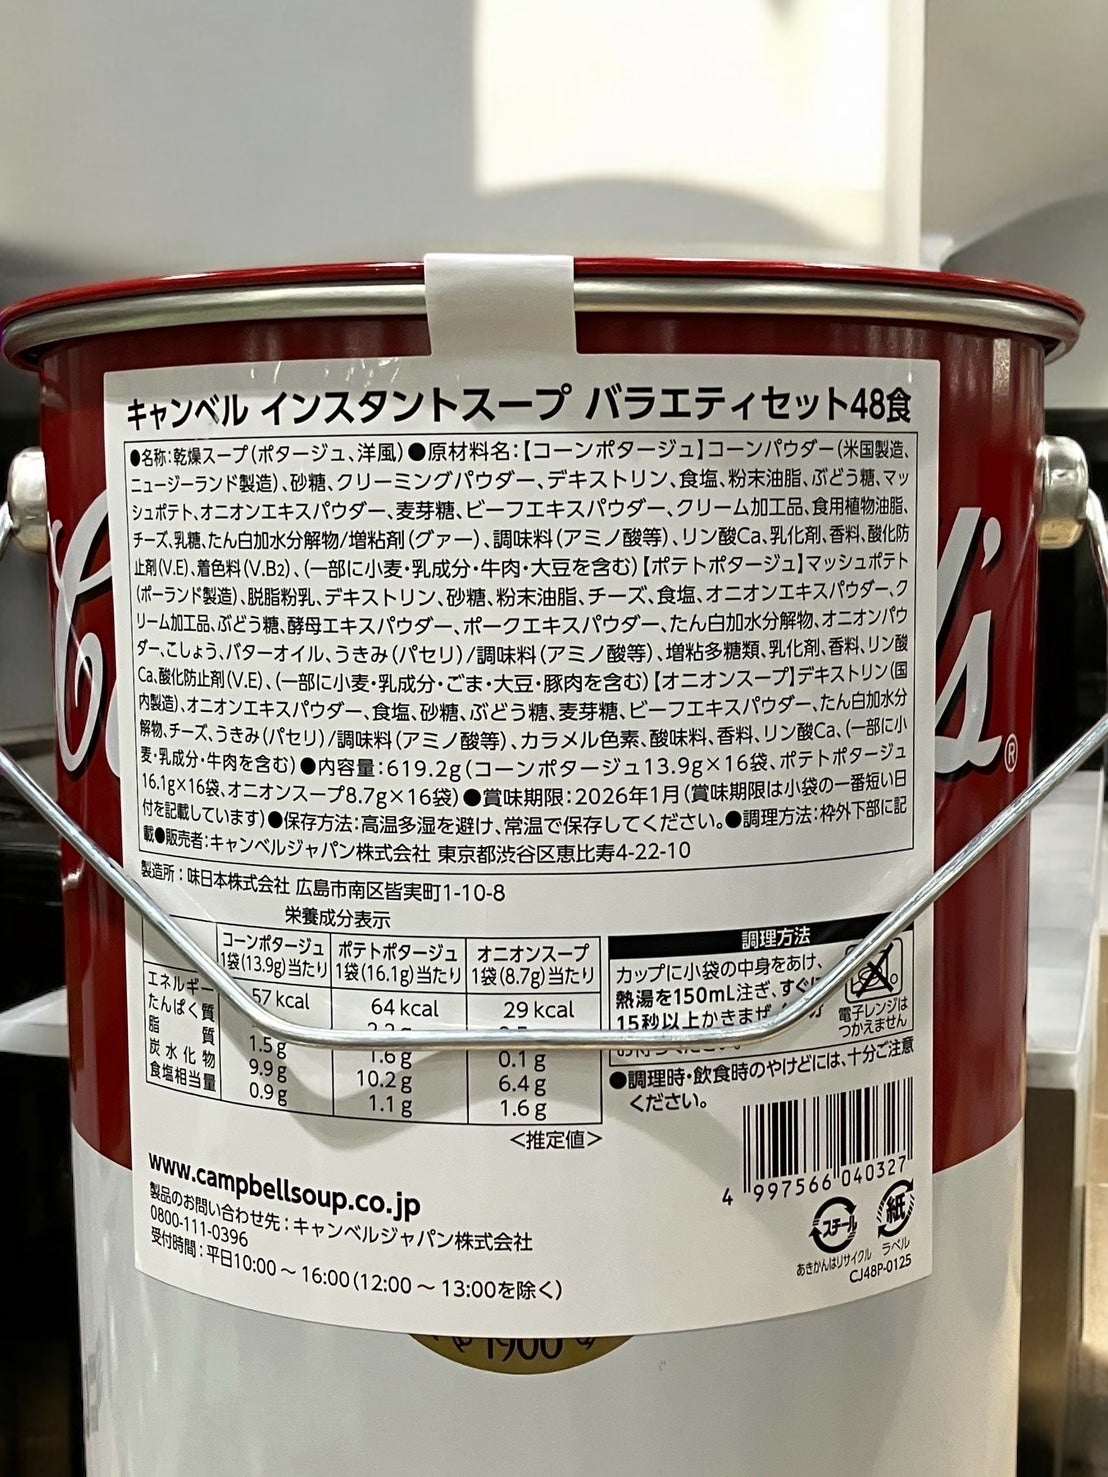 キャンベル インスタントスープ バラエティセット48食
●名称:乾燥スープ(ポタージュ、洋風)●原材料名:【コーンポタージュ】コーンパウダー(米国製造、
ニュージーランド製造)、砂糖、クリーミングパウダー、デキストリン、食塩、粉末油脂、ぶどう糖、マッ
シュポテト、オニオンエキスパウダー、麦芽糖、ビーフエキスパウダー、クリーム加工品、食用植物油脂、
チーズ、乳糖、たん白加水分解物/増粘剤(グァー)、調味料(アミノ酸等)、リン酸Ca、乳化剤、香料、酸化防
止剤(V.E)、着色料(V.B2)、(一部に小麦・乳成分・牛肉・大豆を含む)【ポテトポタージュ】マッシュポテト
(ポーランド製造)、脱脂粉乳、デキストリン、砂糖、粉末油脂、チーズ、食塩、オニオンエキスパウダー、ク
リーム加工品、ぶどう糖、酵母エキスパウダー、ポークエキスパウダー、たん白加水分解物、オニオンパウ
ダー、こしょう、バターオイル、うきみ(パセリ)/調味料(アミノ酸等)、増粘多糖類、乳化剤、香料、リン酸
Ca、酸化防止剤(V.E)、(一部に小麦・乳成分・ごま・大豆・豚肉を含む)【オニオンスープ】デキストリン(国
内製造)、オニオンエキスパウダー、食塩、砂糖、ぶどう糖、麦芽糖、ビーフエキスパウダー、たん白加水分
解物、チーズ、うきみ(パセリ)/調味料(アミノ酸等)、カラメル色素、酸味料、香料、リン酸Ca、(一部に小
麦・乳成分・牛肉を含む)●内容量:619.2g(コーンポタージュ13.9g×16袋、ポテトポタージュ
16.1g×16袋、オニオンスープ8.7g×16袋)●賞味期限:2026年1月(賞味期限は小袋の一番短い日
付を記載しています)●保存方法:高温多湿を避け、常温で保存してください。●調理方法:枠外下部に記
載●販売者:キャンベルジャパン株式会社 東京都渋谷区恵比寿4-22-10
製造所:味日本株式会社 広島市南区皆実町1-10-8
栄養成分表示
コーンポタージュ 1袋(13.9g)当たり ポテトポタージュ 1袋(16.1g)当たり オニオンスープ 1袋(8.7g)当たり
エネルギー 57 kcal 64 kcal 29 kcal
たんぱく質
脂質 1.5g 1.6g 0.1g
炭水化物 9.9g 10.2g 6.4g
食塩相当量 0.9g 1.1g 1.6g
<推定値>
調理方法
カップに小袋の中身をあけ、
熱湯を150mL注ぎ、すぐに
15秒以上かきまぜ
電子レンジは
つかえません
●調理時・飲食時のやけどには、十分ご注意
ください。
www.campbellsoup.co.jp
製品のお問い合わせ先:キャンベルジャパン株式会社
0800-111-0396
受付時間:平日10:00～16:00(12:00～13:00を除く)
4 997566 040327
スチール
紙
あきかんはリサイクル
ラベル
CJ48P-0125
®
1900